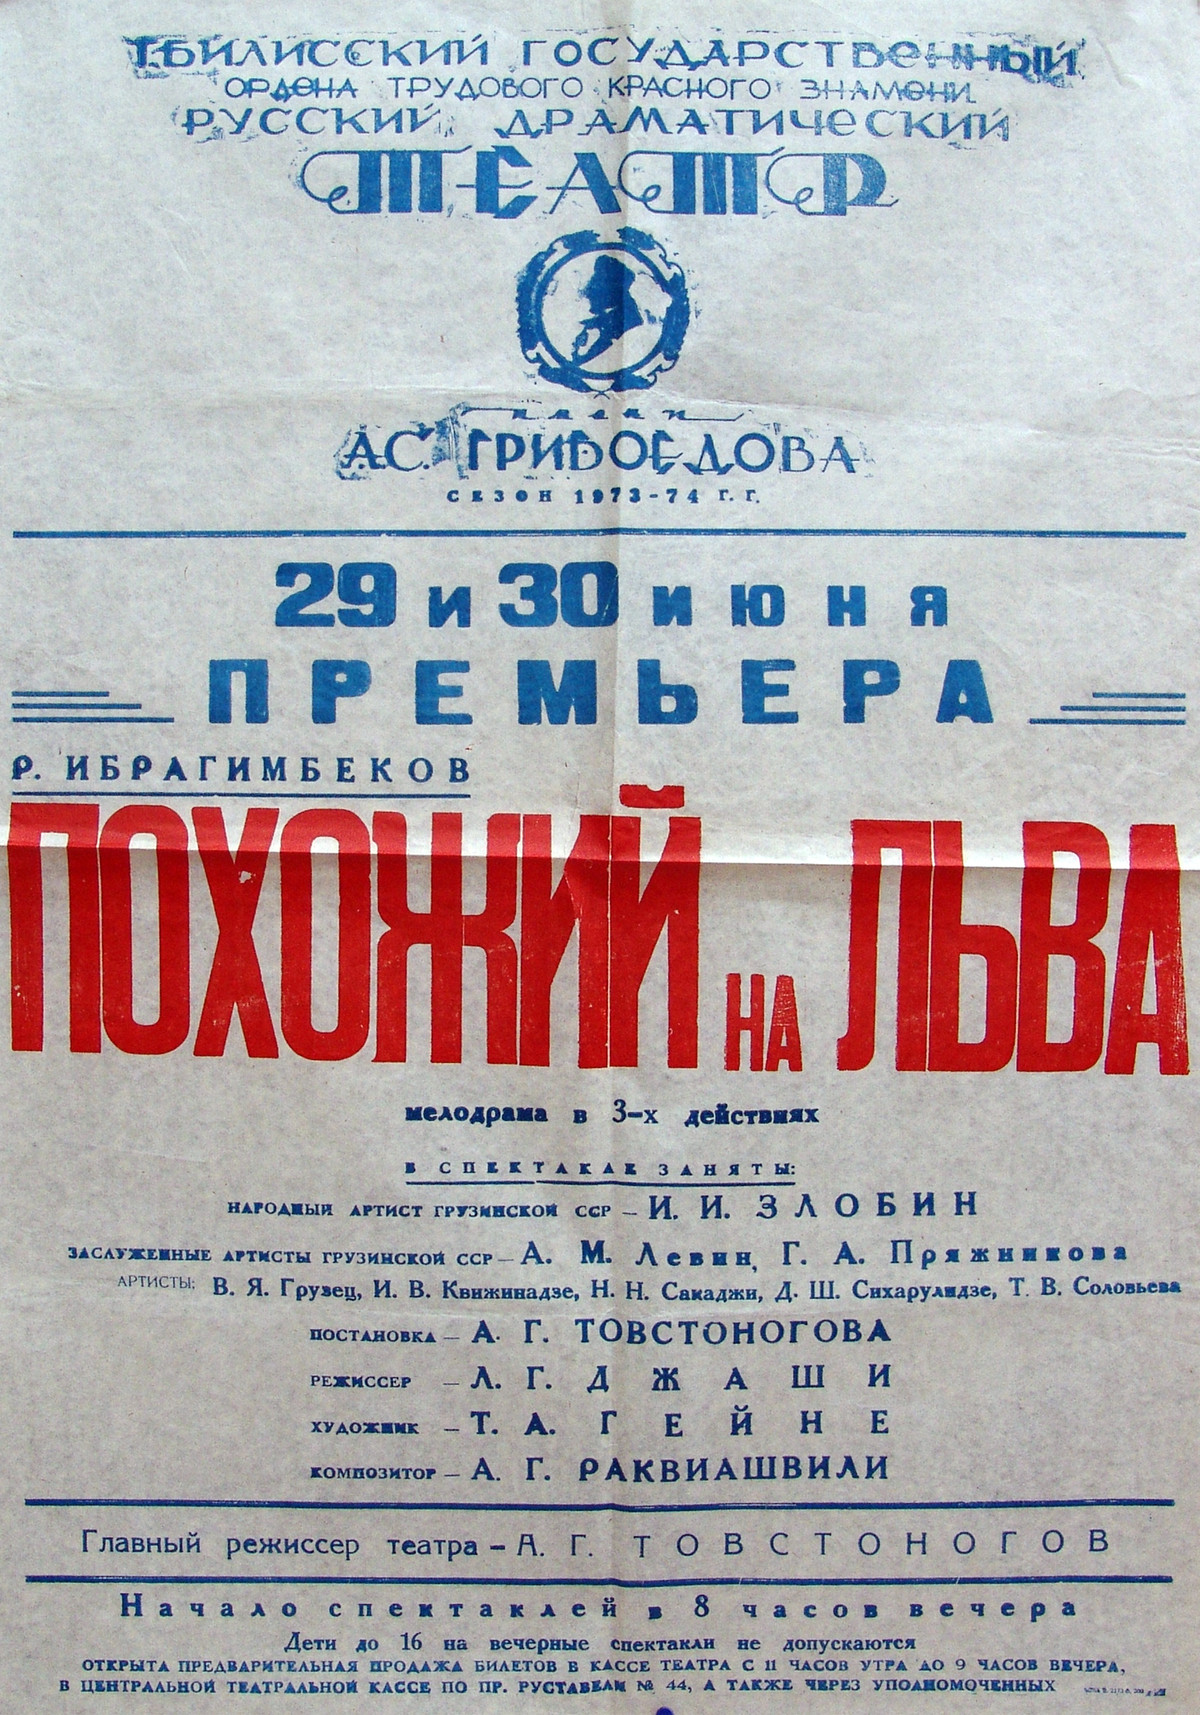 ТБИЛИССКИЙ ГОСУДАРСТВЕННЫЙ
ОРДЕНА ТРУДОВОГО КРАСНОГО ЗНАМЕНИ
РУССКИЙ ДРАМАТИЧЕСКИЙ
ТЕАТР
имени
А.С. ГРИБОЕДОВА
СЕЗОН 1973-74 Г. Г.
29 и 30 июня
ПРЕМЬЕРА
Р. ИБРАГИМБЕКОВ
ПОХОЖИЙ НА ЛЬВА
мелодрама в 3-х действиях
В СПЕКТАКЛЕ ЗАНЯТЫ:
НАРОДНЫЙ АРТИСТ ГРУЗИНСКОЙ ССР – И. И. ЗЛОБИН
ЗАСЛУЖЕННЫЕ АРТИСТЫ ГРУЗИНСКОЙ ССР – А. М. Левин, Г. А. Пряжникова
АРТИСТЫ: В. Я. Грузец, И. В. Квижинадзе, Н. Н. Сакаджи, Д. Ш. Сихарулидзе, Т. В. Соловьева
ПОСТАНОВКА – А. Г. ТОВСТОНОГОВА
РЕЖИССЕР – Л. Г. ДЖАШИ
ХУДОЖНИК – Т. А. ГЕЙНЕ
КОМПОЗИТОР – А. Г. РАКВИАШВИЛИ
Главный режиссер театра – А. Г. ТОВСТОНОГОВ
Начало спектаклей в 8 часов вечера
Дети до 16 на вечерные спектакли не допускаются
ОТКРЫТА ПРЕДВАРИТЕЛЬНАЯ ПРОДАЖА БИЛЕТОВ В КАССЕ ТЕАТРА С 11 ЧАСОВ УТРА ДО 9 ЧАСОВ ВЕЧЕРА,
В ЦЕНТРАЛЬНОЙ ТЕАТРАЛЬНОЙ КАССЕ ПО ПР. РУСТАВЕЛИ № 44, А ТАКЖЕ ЧЕРЕЗ УПОЛНОМОЧЕННЫХ